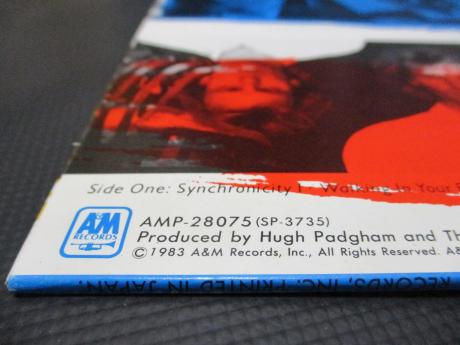 Side One: Synchronicity I • Walking In Your
A&M
RECORDS
AMP-28075 (SP-3735)
Produced by Hugh Padgham and Th
© 1983 A&M Records, Inc., All Rights Reserved. A&
RECORDS, INC. PRINTED IN JAPAN.